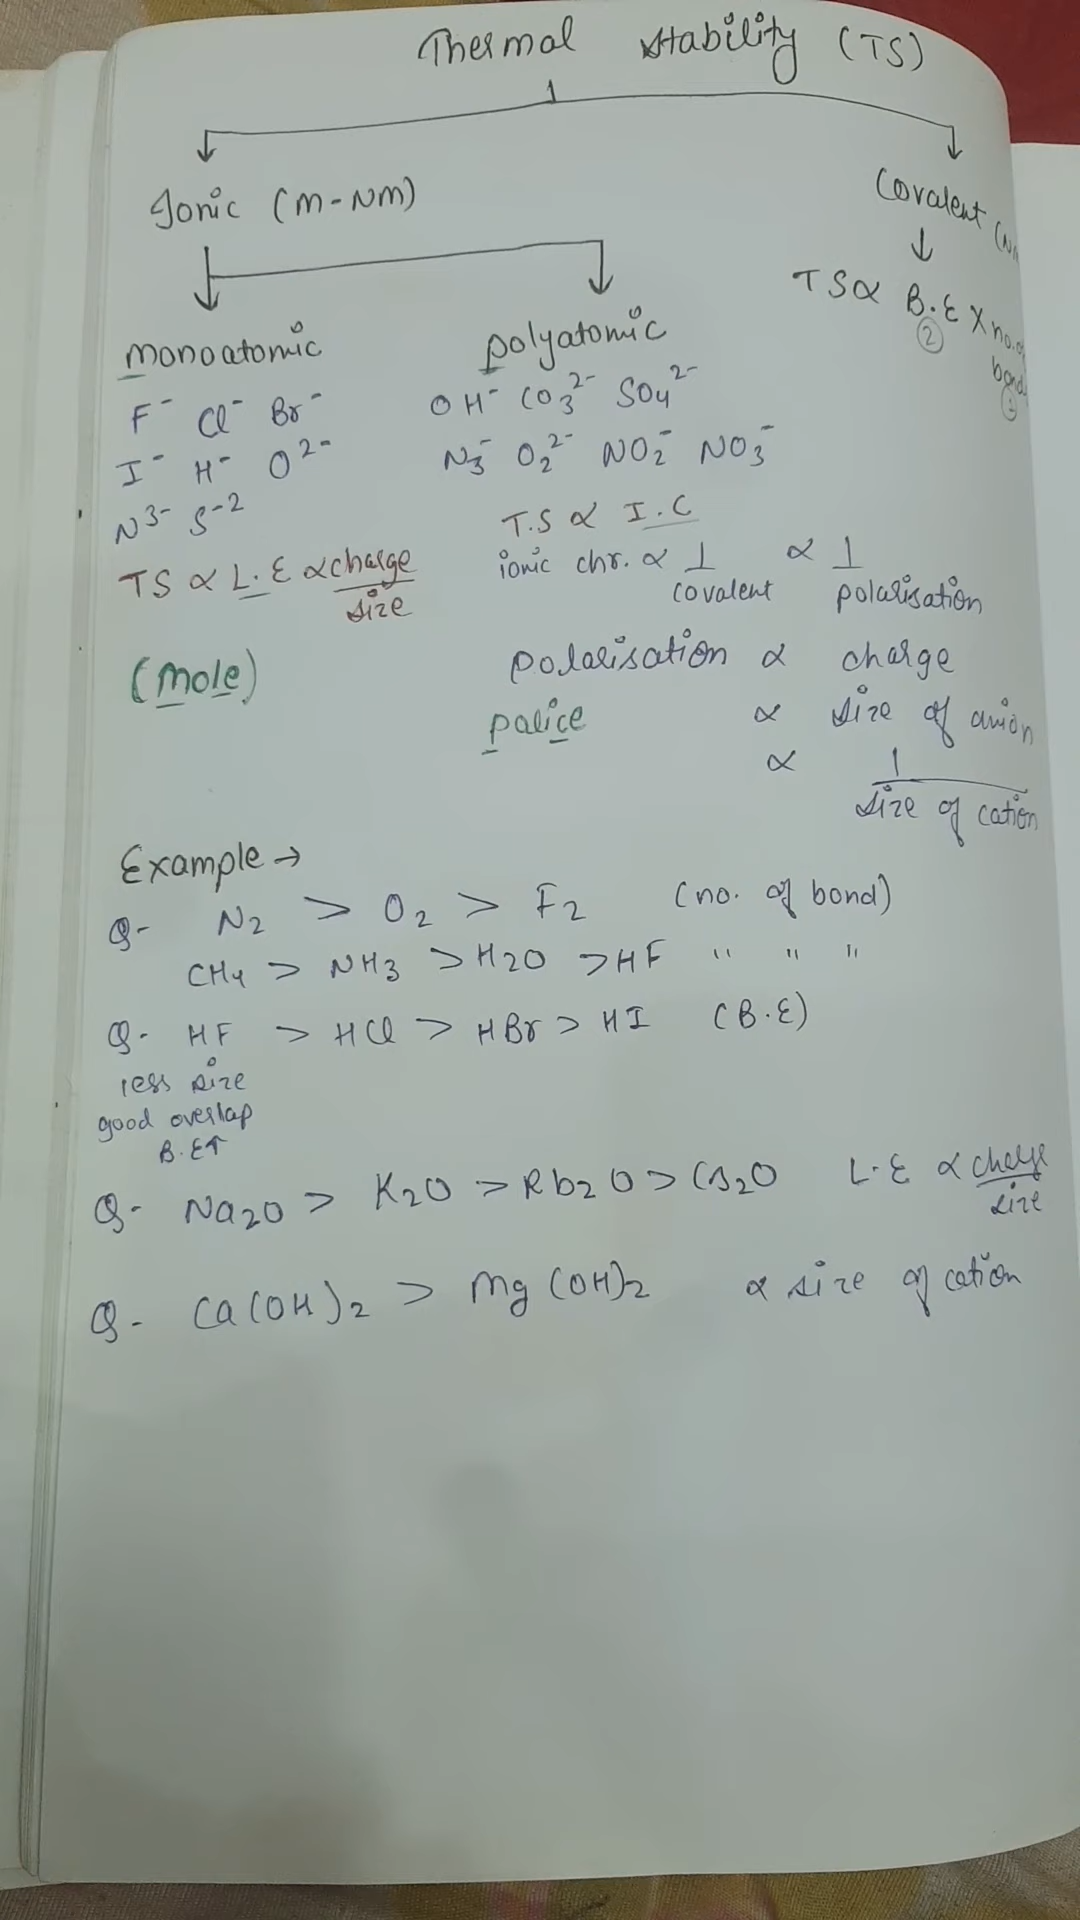 Thermal stability (TS)
Ionic (M-NM)
Covalent
monoatomic
polyatomic
TS ∝ B.E × no. of bond
② ①
F⁻ Cl⁻ Br⁻
OH⁻ CO₃²⁻ SO₄²⁻
I⁻ H⁻ O²⁻
N₃⁻ O₂²⁻ NO₂⁻ NO₃⁻
N³⁻ S⁻²
T.S ∝ I.C
TS ∝ L.E ∝ charge/size
ionic chr. ∝ 1/covalent ∝ 1/polarisation
(Mole)
polarisation ∝ charge
palice
∝ size of anion
∝ 1/size of cation
Example →
Q- N₂ > O₂ > F₂ (no. of bond)
CH₄ > NH₃ > H₂O > HF " " "
Q- HF > HCl > HBr > HI (B.E)
less size
good overlap
B.E↑
Q- Na₂O > K₂O > Rb₂O > Cs₂O L.E ∝ charge/size
Q- Ca(OH)₂ > Mg(OH)₂ ∝ size of cation